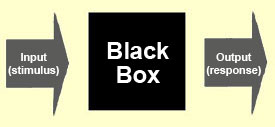 Input
(stimulus)
Black
Box
Output
(response)